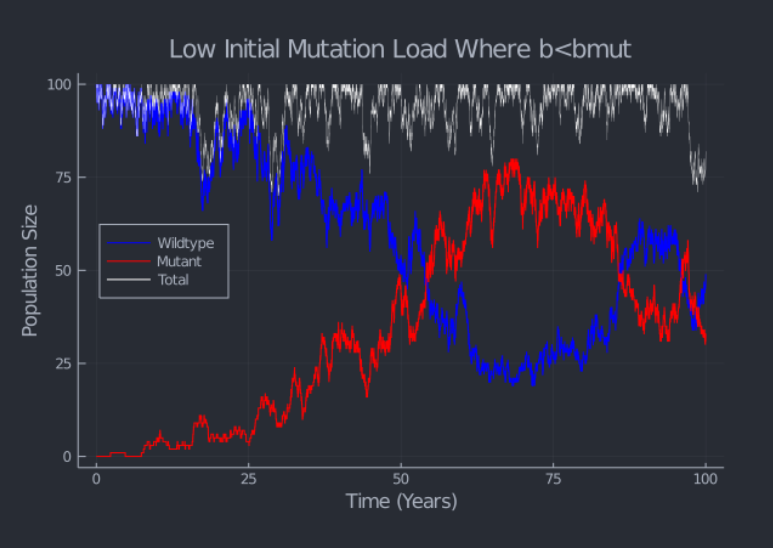 Low Initial Mutation Load Where b<bmut
100
75
50
25
0
Population Size
Wildtype
Mutant
Total
0 25 50 75 100
Time (Years)